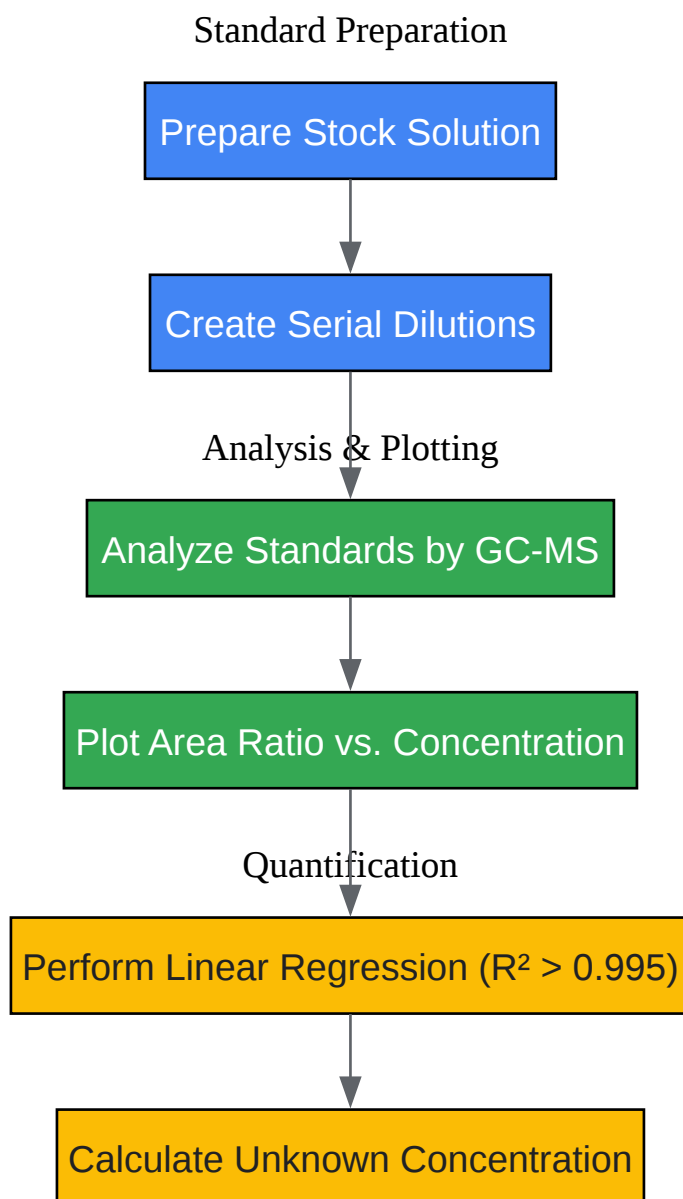 Standard Preparation
Prepare Stock Solution
Create Serial Dilutions
Analysis & Plotting
Analyze Standards by GC-MS
Plot Area Ratio vs. Concentration
Quantification
Perform Linear Regression (R² > 0.995)
Calculate Unknown Concentration